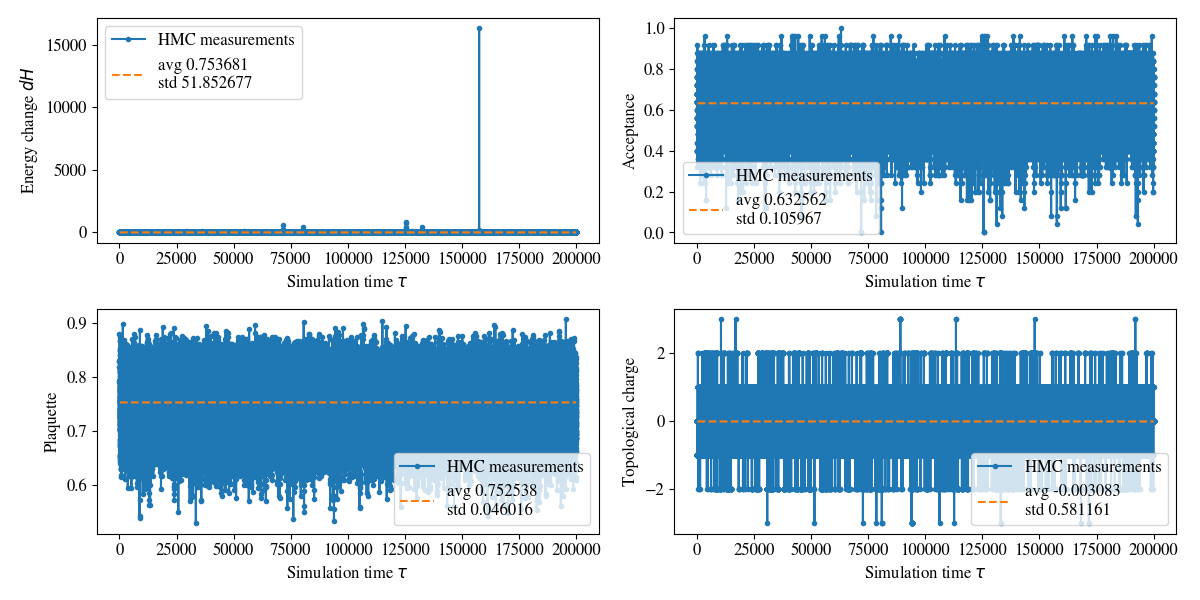 15000
10000
5000
0
Energy change dH
HMC measurements
avg 0.753681
std 51.852677
0 25000 50000 75000 100000 125000 150000 175000 200000
Simulation time τ
1.0
0.8
0.6
0.4
0.2
0.0
Acceptance
HMC measurements
avg 0.632562
std 0.105967
0 25000 50000 75000 100000 125000 150000 175000 200000
Simulation time τ
0.9
0.8
0.7
0.6
Plaquette
HMC measurements
avg 0.752538
std 0.046016
0 25000 50000 75000 100000 125000 150000 175000 200000
Simulation time τ
2
0
−2
Topological charge
HMC measurements
avg -0.003083
std 0.581161
0 25000 50000 75000 100000 125000 150000 175000 200000
Simulation time τ